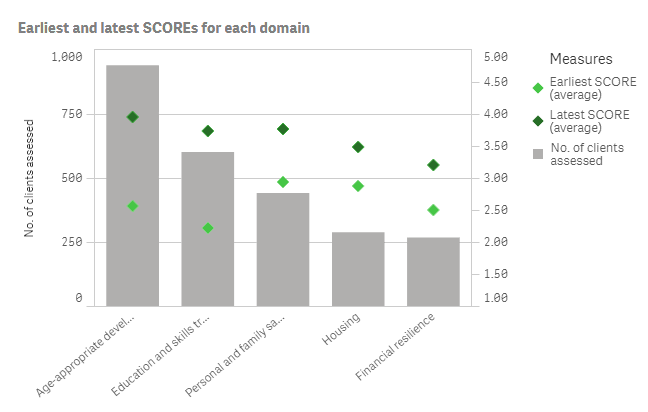 Earliest and latest SCOREs for each domain
No. of clients assessed
1,000
750
500
250
0
5.00
4.50
4.00
3.50
3.00
2.50
2.00
1.50
1.00
Age-appropriate devel...
Education and skills tr...
Personal and family sa...
Housing
Financial resilience
Measures
Earliest SCORE
(average)
Latest SCORE
(average)
No. of clients
assessed